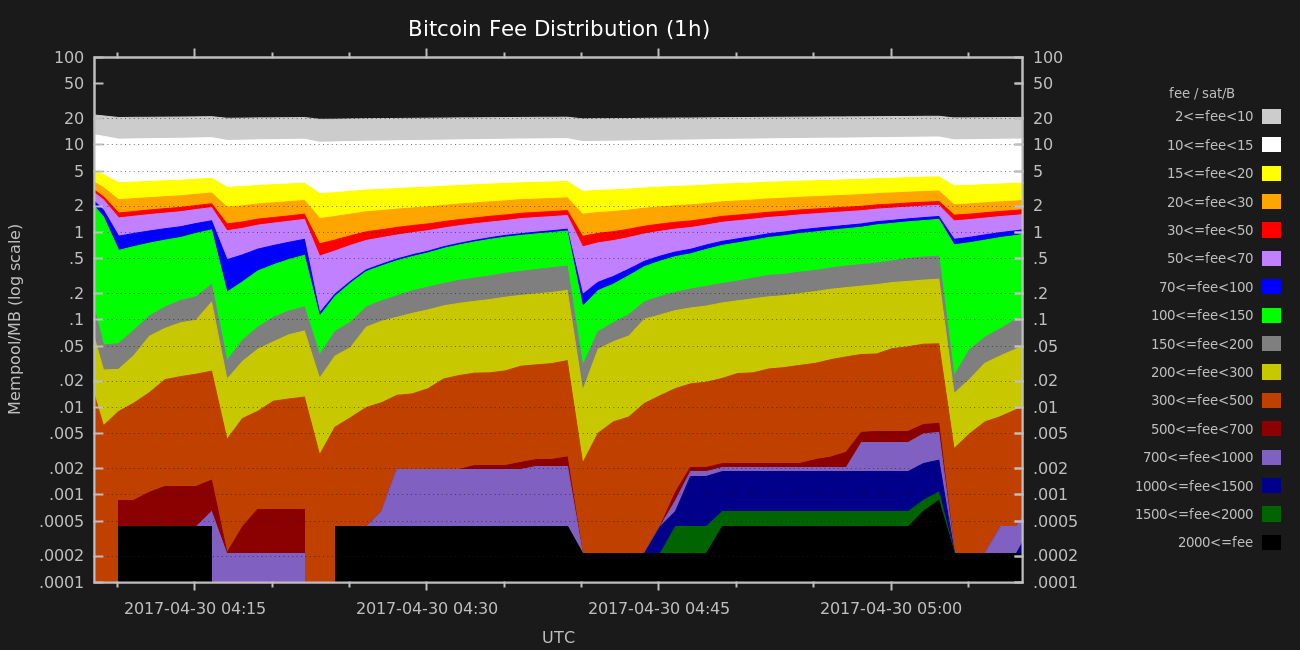 Bitcoin Fee Distribution (1h)
100 100
50 50
20 20
10 10
5 5
2 2
1 1
.5 .5
.2 .2
.1 .1
.05 .05
.02 .02
.01 .01
.005 .005
.002 .002
.001 .001
.0005 .0005
.0002 .0002
.0001 .0001
Mempool/MB (log scale)
2017-04-30 04:15 2017-04-30 04:30 2017-04-30 04:45 2017-04-30 05:00
UTC
fee / sat/B
2<=fee<10
10<=fee<15
15<=fee<20
20<=fee<30
30<=fee<50
50<=fee<70
70<=fee<100
100<=fee<150
150<=fee<200
200<=fee<300
300<=fee<500
500<=fee<700
700<=fee<1000
1000<=fee<1500
1500<=fee<2000
2000<=fee